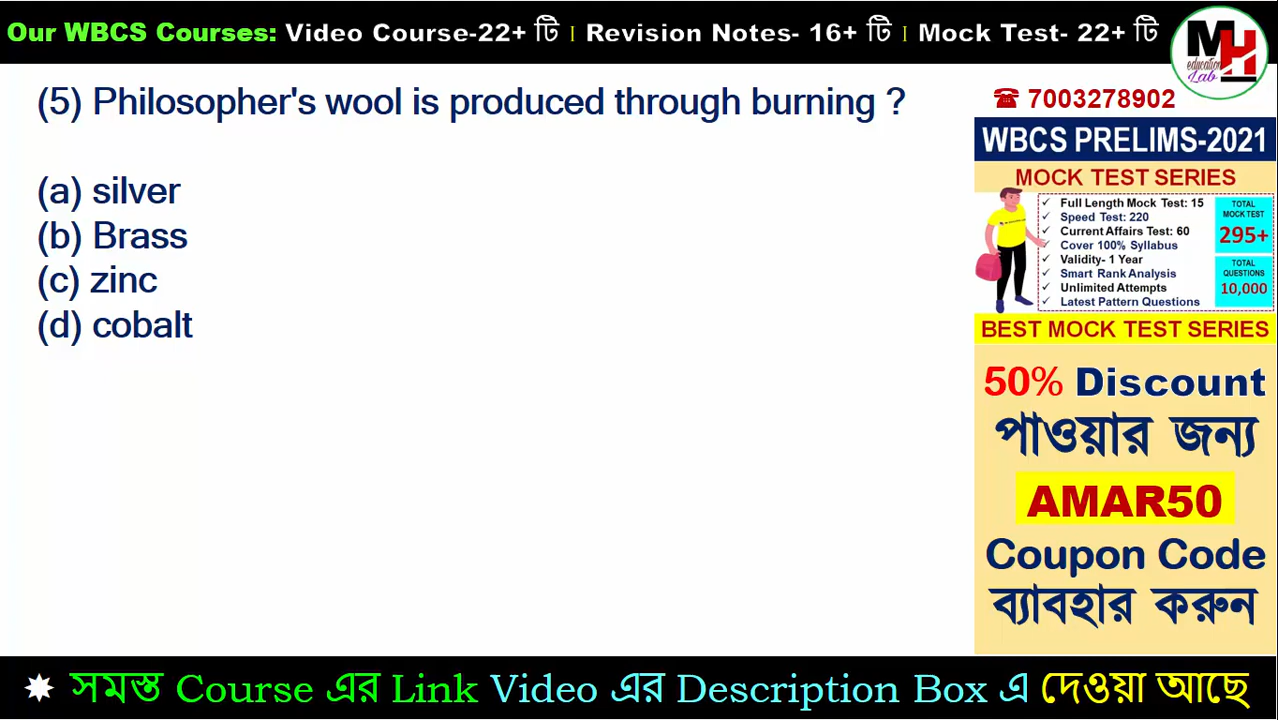 Our WBCS Courses: Video Course-22+ টি । Revision Notes- 16+ টি । Mock Test- 22+ টি
MH
education
Lab
(5) Philosopher's wool is produced through burning ?
(a) silver
(b) Brass
(c) zinc
(d) cobalt
☎ 7003278902
WBCS PRELIMS-2021
MOCK TEST SERIES
✓ Full Length Mock Test: 15
✓ Speed Test: 220
✓ Current Affairs Test: 60
✓ Cover 100% Syllabus
✓ Validity- 1 Year
✓ Smart Rank Analysis
✓ Unlimited Attempts
✓ Latest Pattern Questions
TOTAL
MOCK TEST
295+
TOTAL
QUESTIONS
10,000
BEST MOCK TEST SERIES
50% Discount
পাওয়ার জন্য
AMAR50
Coupon Code
ব্যাবহার করুন
✸ সমস্ত Course এর Link Video এর Description Box এ দেওয়া আছে